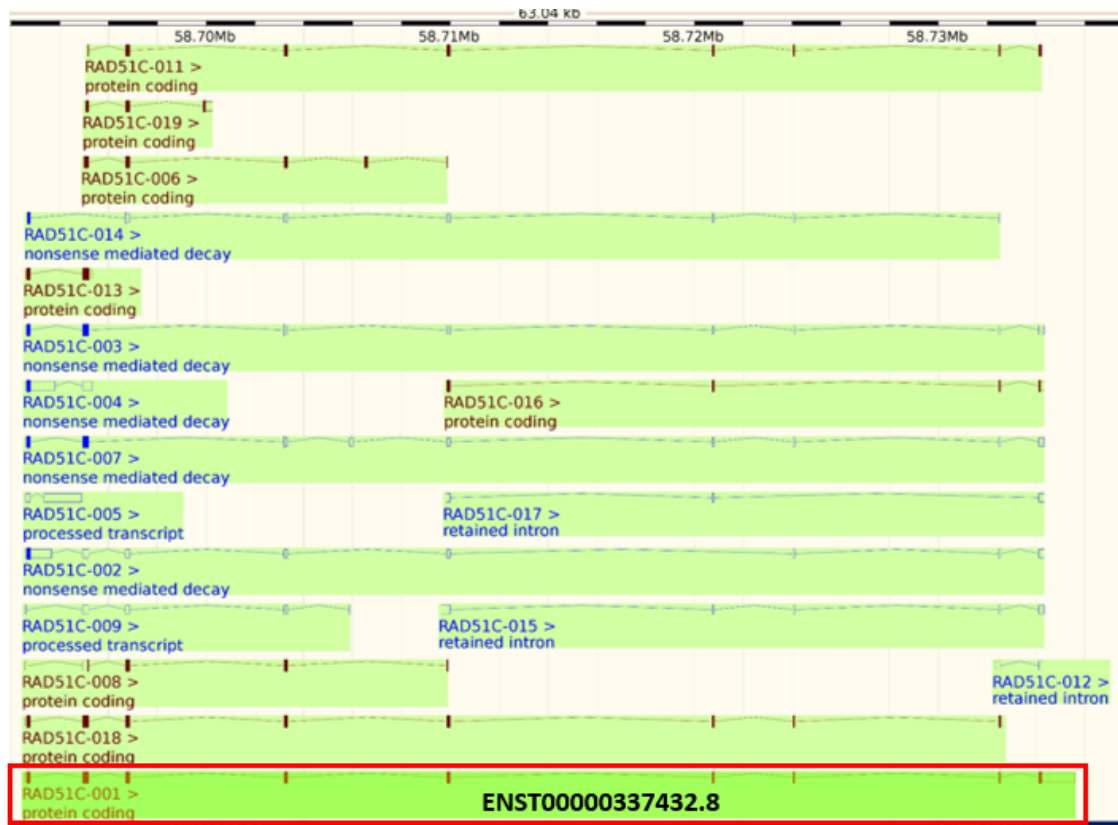 63.04 kb
58.70Mb 58.71Mb 58.72Mb 58.73Mb
RAD51C-011 >
protein coding
RAD51C-019 >
protein coding
RAD51C-006 >
protein coding
RAD51C-014 >
nonsense mediated decay
RAD51C-013 >
protein coding
RAD51C-003 >
nonsense mediated decay
RAD51C-004 >
nonsense mediated decay
RAD51C-016 >
protein coding
RAD51C-007 >
nonsense mediated decay
RAD51C-005 >
processed transcript
RAD51C-017 >
retained intron
RAD51C-002 >
nonsense mediated decay
RAD51C-009 >
processed transcript
RAD51C-015 >
retained intron
RAD51C-008 >
protein coding
RAD51C-012 >
retained intron
RAD51C-018 >
protein coding
RAD51C-001 >
protein coding
ENST00000337432.8